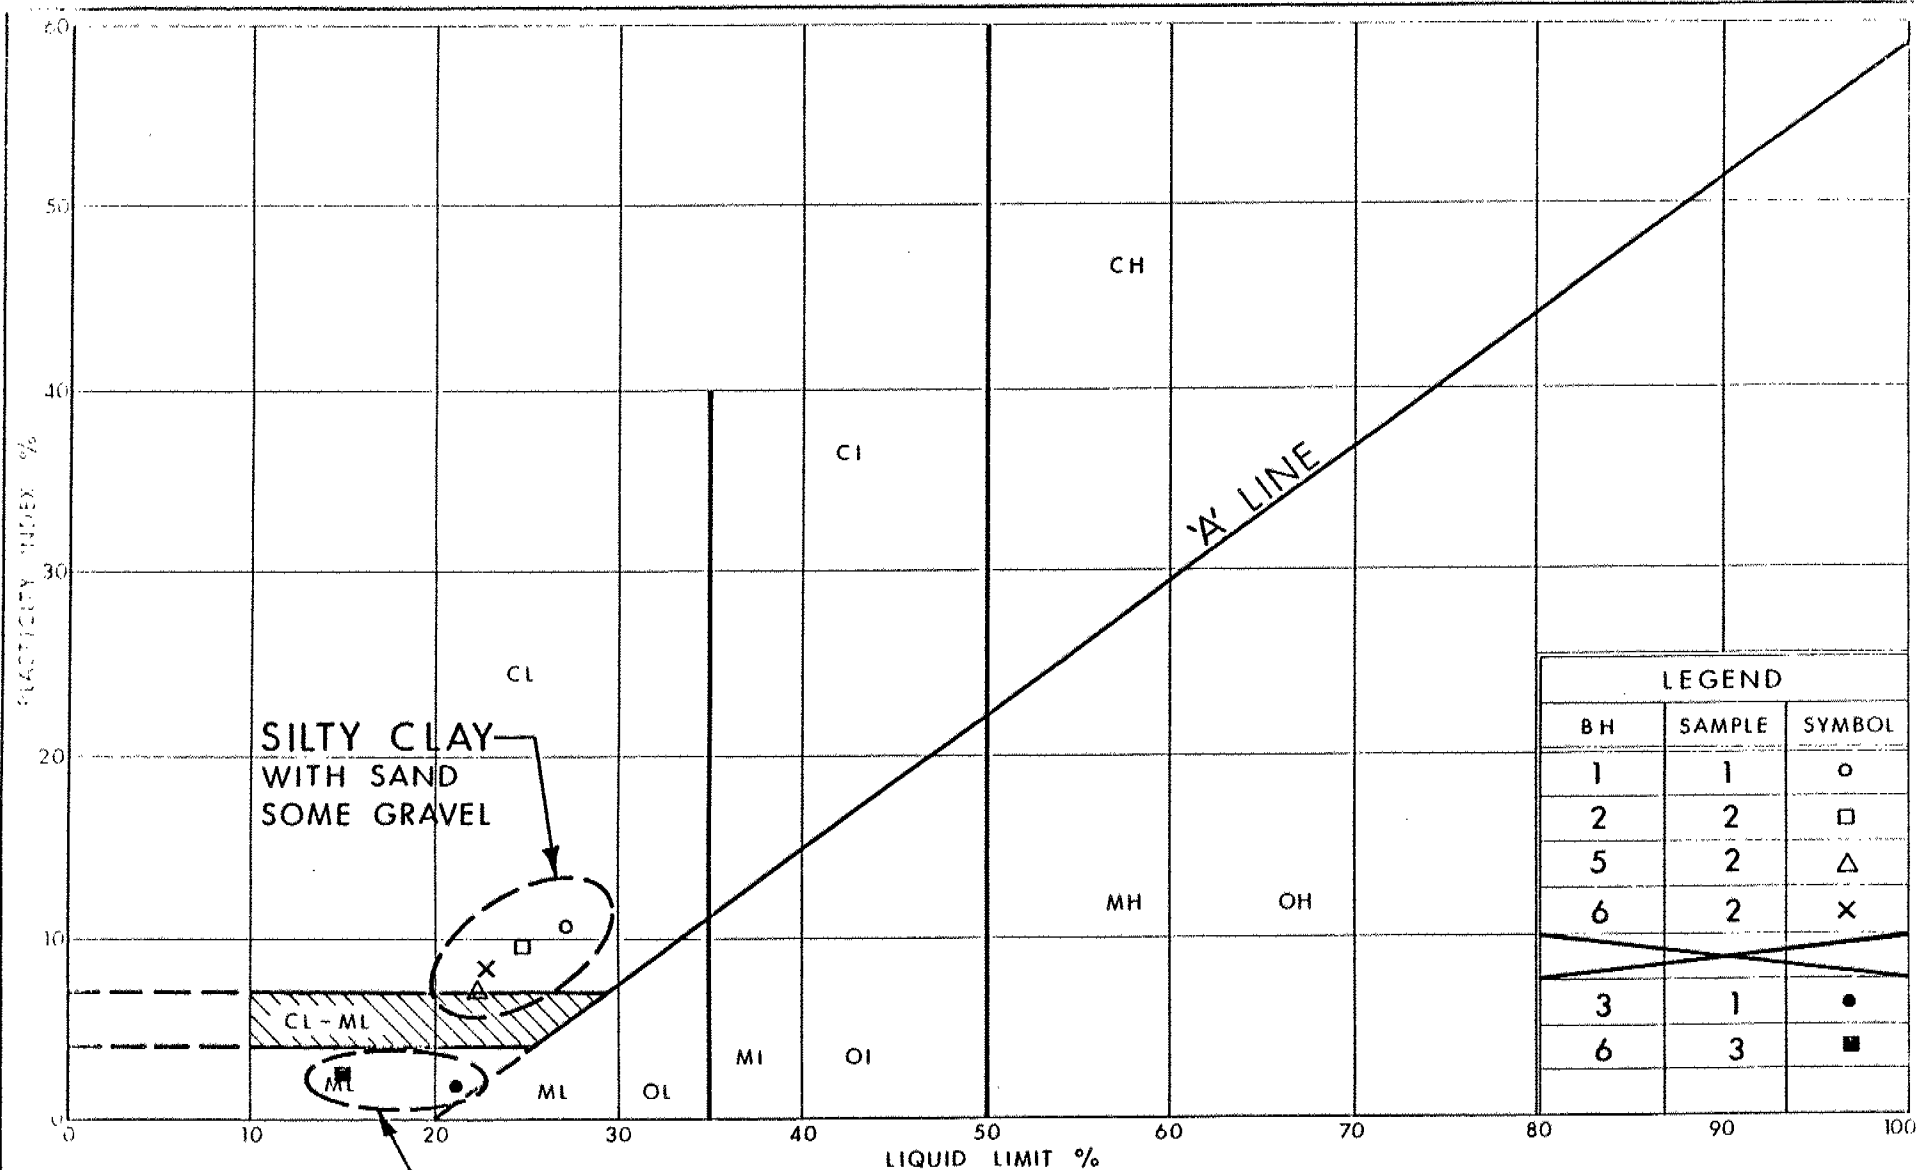 60
50
40
30
20
10
0
PLASTICITY INDEX %
CH
CI
'A' LINE
CL
SILTY CLAY
WITH SAND
SOME GRAVEL
MH OH
CL-ML
ML
ML OL
MI OI
0 10 20 30 40 50 60 70 80 90 100
LIQUID LIMIT %
LEGEND
BH SAMPLE SYMBOL
1 1 ○
2 2 □
5 2 △
6 2 ×
3 1 ●
6 3 ■